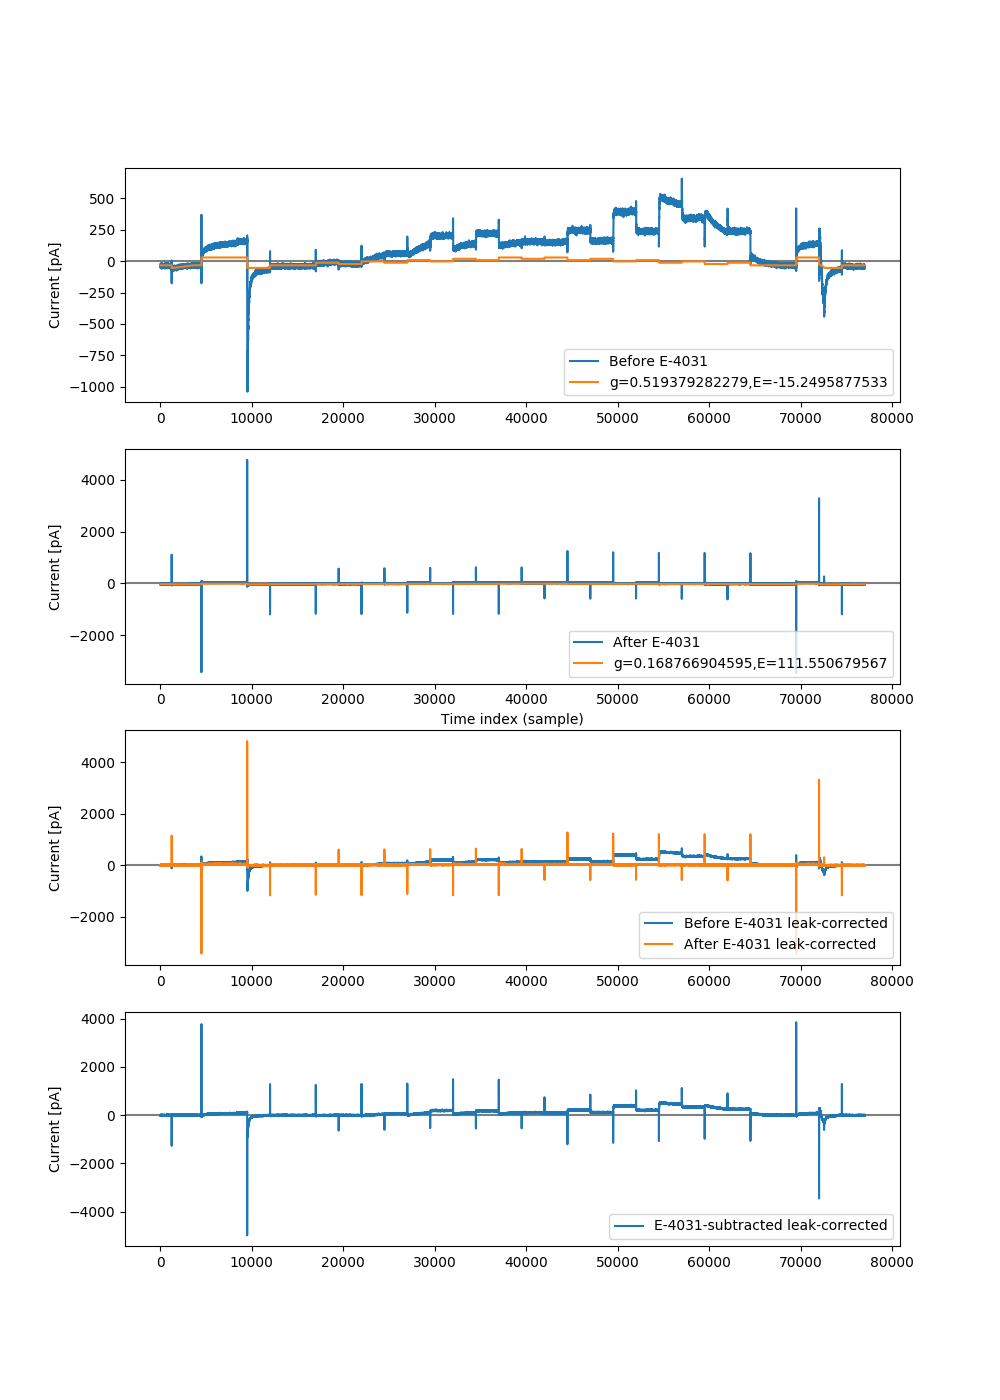 500
250
0
−250
−500
−750
−1000
Current [pA]
Before E-4031
g=0.519379282279,E=-15.2495877533
0 10000 20000 30000 40000 50000 60000 70000 80000
4000
2000
0
−2000
Current [pA]
After E-4031
g=0.168766904595,E=111.550679567
0 10000 20000 30000 40000 50000 60000 70000 80000
Time index (sample)
4000
2000
0
−2000
Current [pA]
Before E-4031 leak-corrected
After E-4031 leak-corrected
0 10000 20000 30000 40000 50000 60000 70000 80000
4000
2000
0
−2000
−4000
Current [pA]
E-4031-subtracted leak-corrected
0 10000 20000 30000 40000 50000 60000 70000 80000